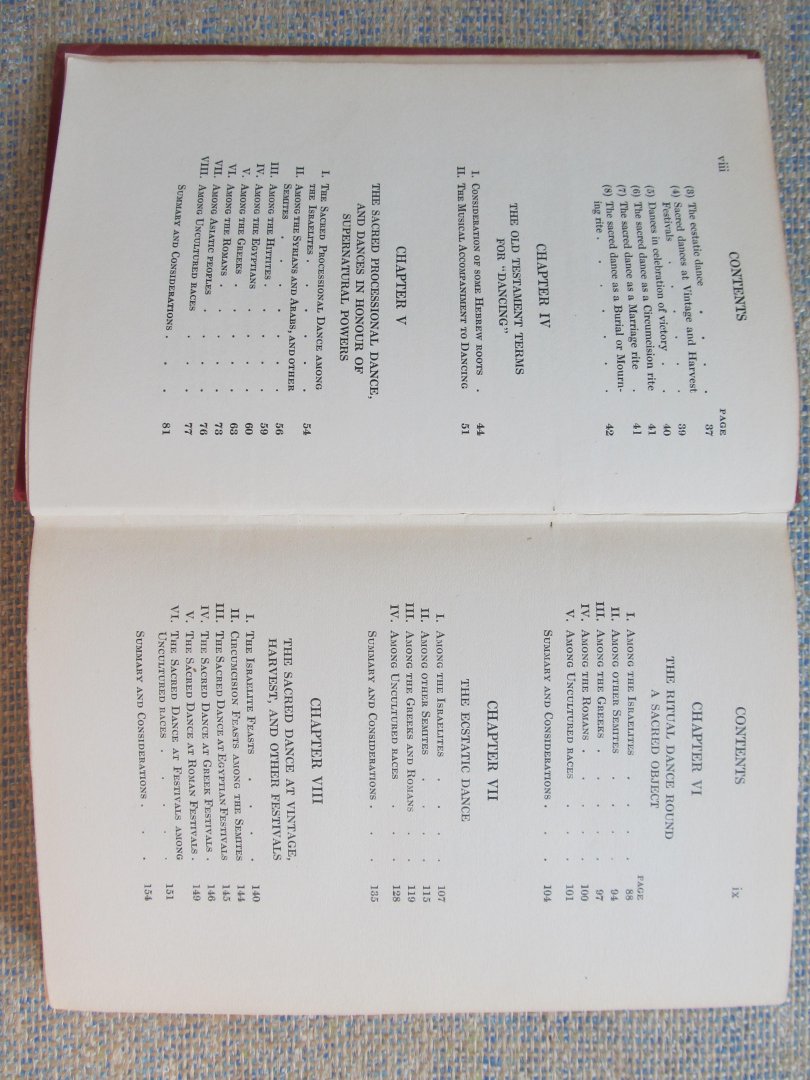 viii
CONTENTS
PAGE
(3) The ecstatic dance . . . . . 37
(4) Sacred dances at Vintage and Harvest
Festivals . . . . . 39
(5) Dances in celebration of victory . . 40
(5) The sacred dance as a Circumcision rite 41
(6) The sacred dance as a Marriage rite . 41
(7) The sacred dance as a Burial or Mourn-
(8) ing rite . . . . . 42
CHAPTER IV
THE OLD TESTAMENT TERMS
FOR "DANCING"
I. Consideration of some Hebrew roots . 44
II. The Musical Accompaniment to Dancing 51
CHAPTER V
THE SACRED PROCESSIONAL DANCE,
AND DANCES IN HONOUR OF
SUPERNATURAL POWERS
I. The Sacred Processional Dance among
the Israelites . . . . . 54
II. Among the Syrians and Arabs, and other
Semites . . . . . 56
III. Among the Hittites . . . . . 59
IV. Among the Egyptians . . . . 60
V. Among the Greeks . . . . . 63
VI. Among the Romans . . . . . 73
VII. Among Asiatic peoples . . . . 76
VIII. Among Uncultured races . . . 77
Summary and Considerations . . . 81
CONTENTS
ix
CHAPTER VI
THE RITUAL DANCE ROUND
A SACRED OBJECT
PAGE
I. Among the Israelites . . . . 88
II. Among other Semites . . . . 94
III. Among the Greeks . . . . . 97
IV. Among the Romans . . . . . 100
V. Among Uncultured races . . . 101
Summary and Considerations . . . 104
CHAPTER VII
THE ECSTATIC DANCE
I. Among the Israelites . . . . 107
II. Among other Semites . . . . 115
III. Among the Greeks and Romans . . 119
IV. Among Uncultured races . . . 128
Summary and Considerations . . . 135
CHAPTER VIII
THE SACRED DANCE AT VINTAGE,
HARVEST, AND OTHER FESTIVALS
I. The Israelite Feasts . . . . 140
II. Circumcision Feasts among the Semites 144
III. The Sacred Dance at Egyptian Festivals 145
IV. The Sacred Dance at Greek Festivals . 146
V. The Sacred Dance at Roman Festivals . 149
VI. The Sacred Dance at Festivals among
Uncultured races . . . . . 151
Summary and Considerations . . . 154